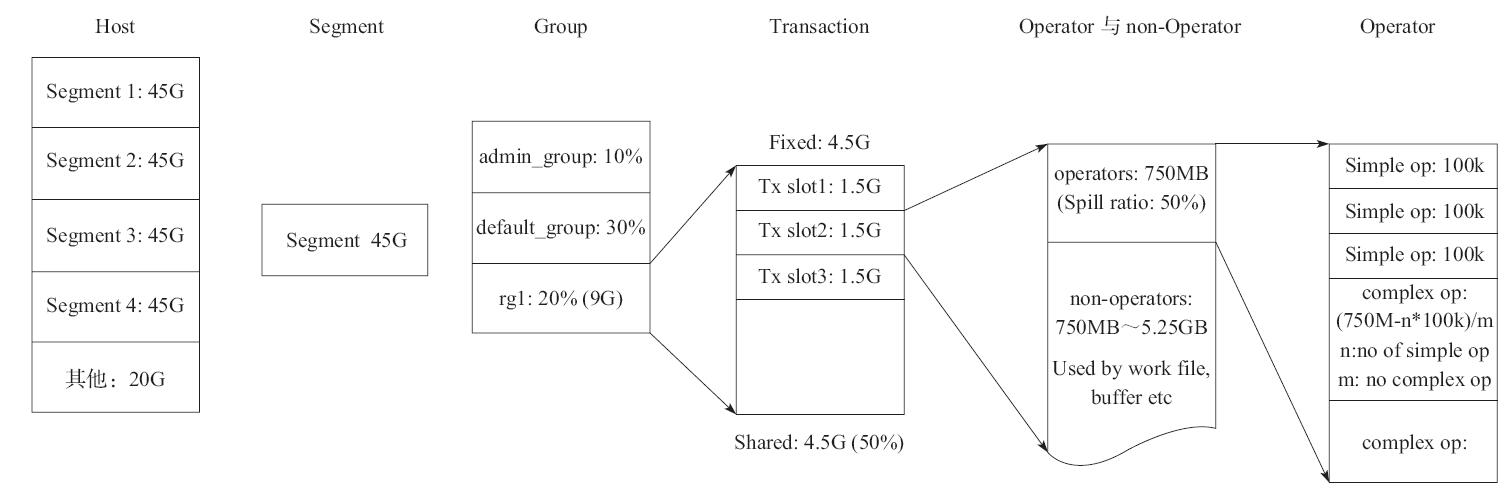 Host
Segment
Group
Transaction
Operator 与 non-Operator
Operator
Segment 1: 45G
Segment 2: 45G
Segment 3: 45G
Segment 4: 45G
其他：20G
Segment 45G
admin_group: 10%
default_group: 30%
rg1: 20% (9G)
Fixed: 4.5G
Tx slot1: 1.5G
Tx slot2: 1.5G
Tx slot3: 1.5G
Shared: 4.5G (50%)
operators: 750MB
(Spill ratio: 50%)
non-operators:
750MB～5.25GB
Used by work file,
buffer etc
Simple op: 100k
Simple op: 100k
Simple op: 100k
complex op:
(750M-n*100k)/m
n:no of simple op
m: no complex op
complex op: